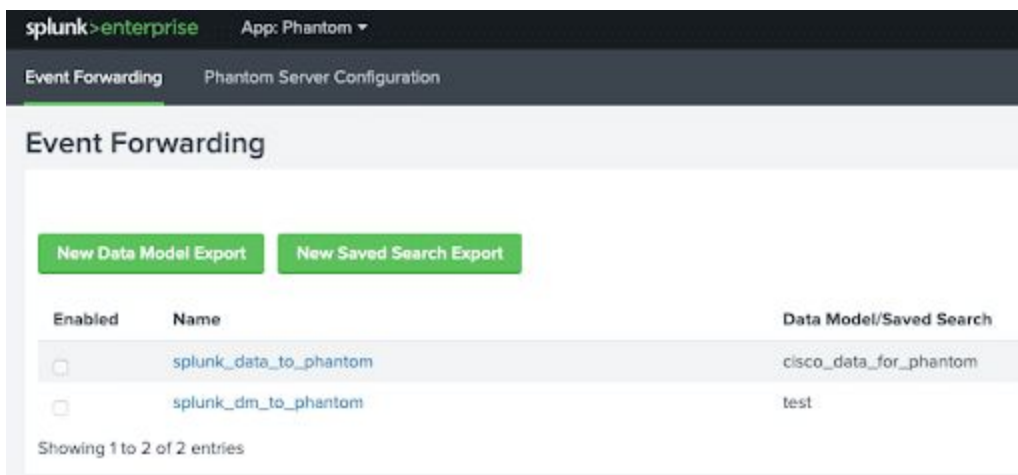 splunk>enterprise App: Phantom
Event Forwarding Phantom Server Configuration
Event Forwarding
New Data Model Export New Saved Search Export
Enabled Name Data Model/Saved Search
splunk_data_to_phantom cisco_data_for_phantom
splunk_dm_to_phantom test
Showing 1 to 2 of 2 entries